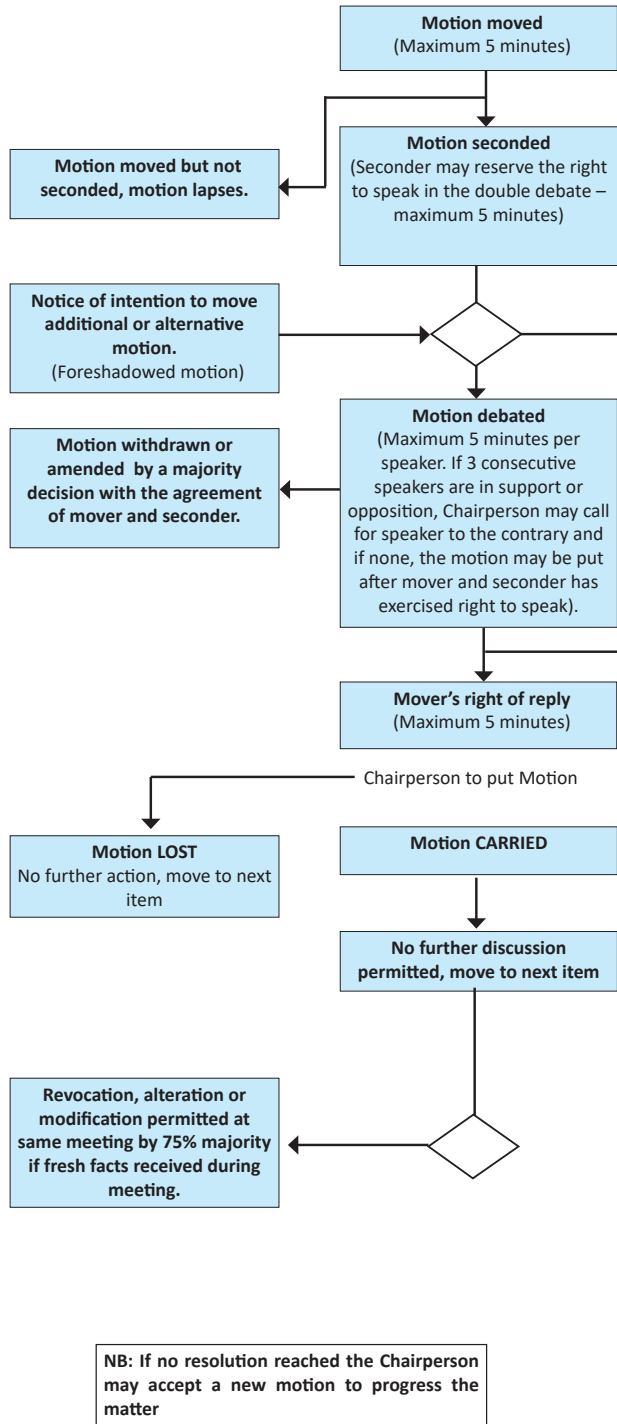 Motion moved
(Maximum 5 minutes)
Motion seconded
(Seconder may reserve the right
to speak in the double debate –
maximum 5 minutes)
Motion moved but not
seconded, motion lapses.
Notice of intention to move
additional or alternative
motion.
(Foreshadowed motion)
Motion debated
(Maximum 5 minutes per
speaker. If 3 consecutive
speakers are in support or
opposition, Chairperson may call
for speaker to the contrary and
if none, the motion may be put
after mover and seconder has
exercised right to speak).
Motion withdrawn or
amended by a majority
decision with the agreement
of mover and seconder.
Mover’s right of reply
(Maximum 5 minutes)
Chairperson to put Motion
Motion LOST
No further action, move to next
item
Motion CARRIED
No further discussion
permitted, move to next item
Revocation, alteration or
modification permitted at
same meeting by 75% majority
if fresh facts received during
meeting.
NB: If no resolution reached the Chairperson
may accept a new motion to progress the
matter